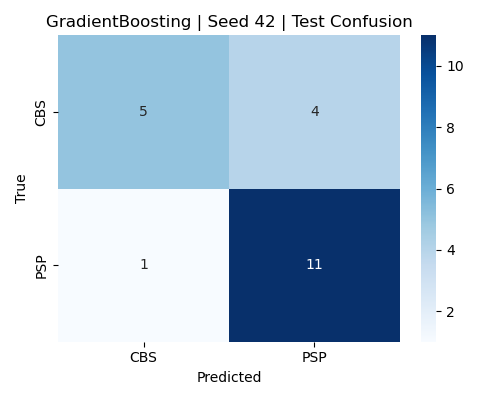 GradientBoosting | Seed 42 | Test Confusion
True
CBS
5 4
PSP
1 11
CBS PSP
Predicted
10
8
6
4
2